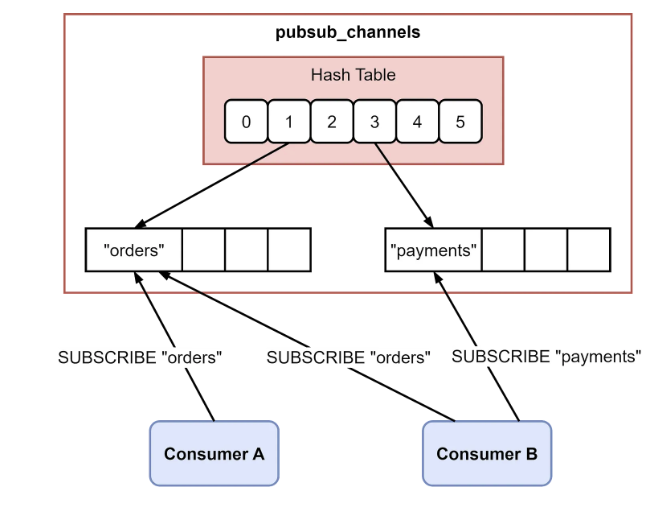 pubsub_channels
Hash Table
0 1 2 3 4 5
"orders"
"payments"
SUBSCRIBE "orders"
SUBSCRIBE "orders"
SUBSCRIBE "payments"
Consumer A
Consumer B